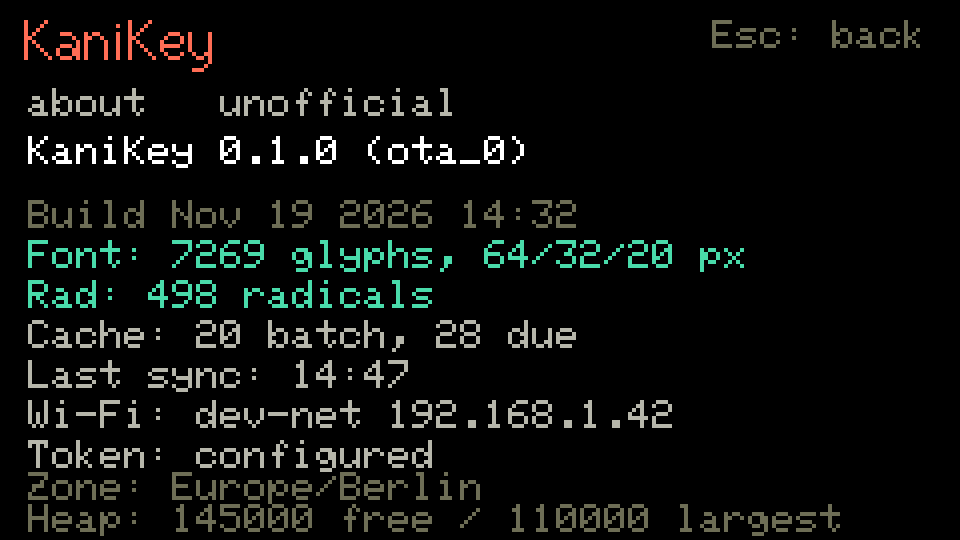 KaniKey
Esc: back
about unofficial
KaniKey 0.1.0 (ota_0)
Build Nov 19 2026 14:32
Font: 7269 glyphs, 64/32/20 px
Rad: 498 radicals
Cache: 20 batch, 28 due
Last sync: 14:47
Wi-Fi: dev-net 192.168.1.42
Token: configured
Zone: Europe/Berlin
Heap: 145000 free / 110000 largest